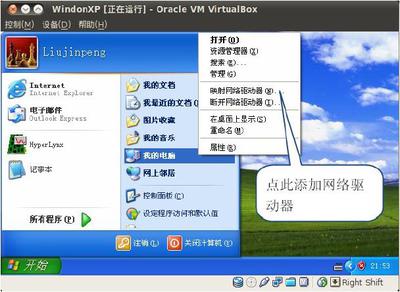 WindonXP [正在运行] - Oracle VM VirtualBox
控制(M) 设备(D) 帮助(H)
Liujinpeng
Internet
Internet Explorer
电子邮件
Outlook Express
HyperLynx
记事本
所有程序(P)
我的文档
我最近的文档(D)
图片收藏
我的音乐
我的电脑
网上邻居
控制面板(C)
设定程序访问和默认值
打开(O)
资源管理器(X)
搜索(E)...
管理(G)
映射网络驱动器(N)...
断开网络驱动器(I)...
在桌面上显示(S)
重命名(M)
属性(R)
点此添加网络驱
动器
注销(L)
关闭计算机(U)
开始
21:53
Right Shift